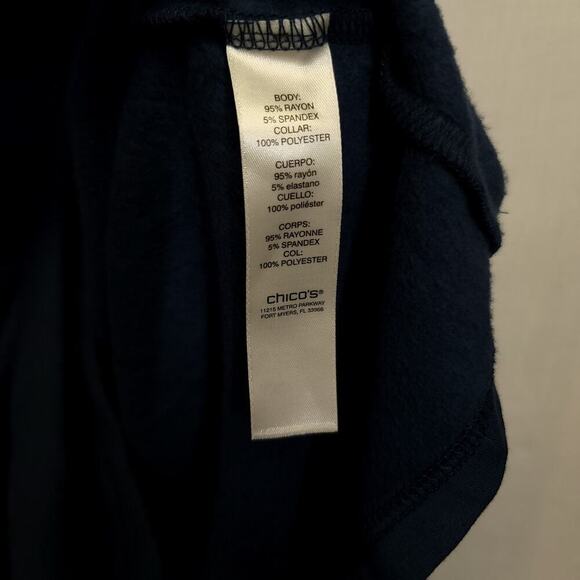 BODY:
95% RAYON
5% SPANDEX
COLLAR:
100% POLYESTER
CUERPO:
95% rayón
5% elastano
CUELLO:
100% poliéster
CORPS:
95% RAYONNE
5% SPANDEX
COL:
100% POLYESTER
chico's®
11215 METRO PARKWAY
FORT MYERS, FL 33966